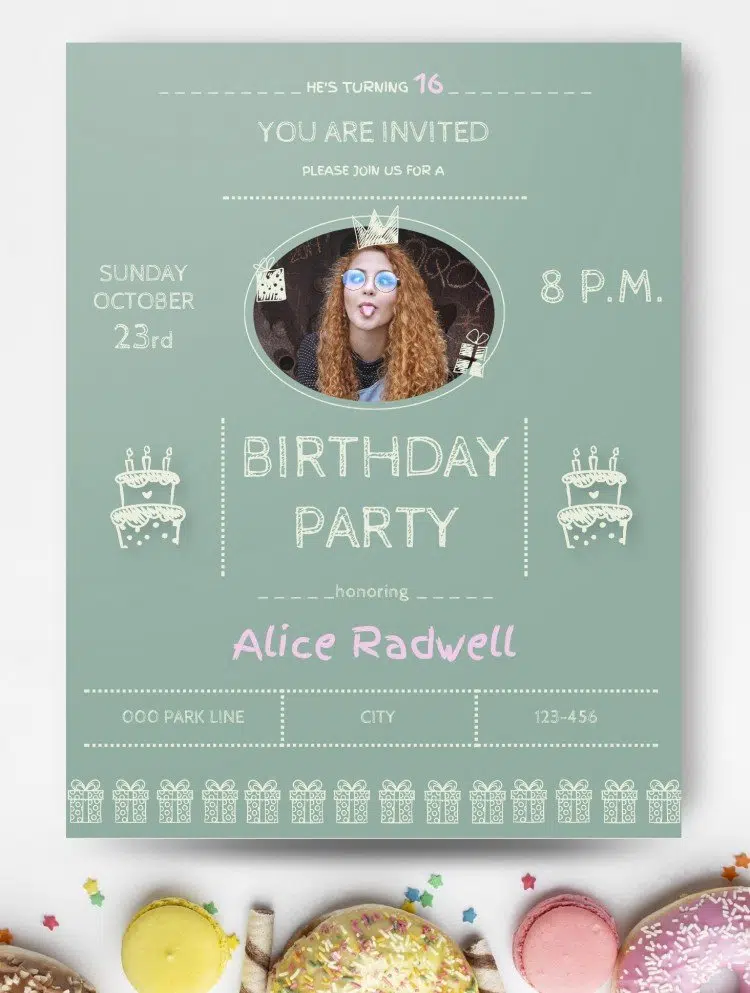 HE'S TURNING 16
YOU ARE INVITED
PLEASE JOIN US FOR A
SUNDAY
OCTOBER
23rd
8 P.M.
BIRTHDAY
PARTY
honoring
Alice Radwell
000 PARK LINE
CITY
123-456